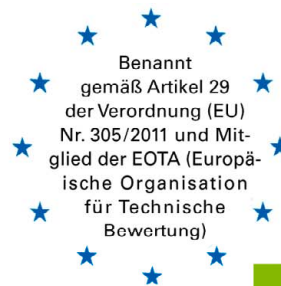 Benannt
gemäß Artikel 29
der Verordnung (EU)
Nr. 305/2011 und Mit-
glied der EOTA (Europä-
ische Organisation
für Technische
Bewertung)